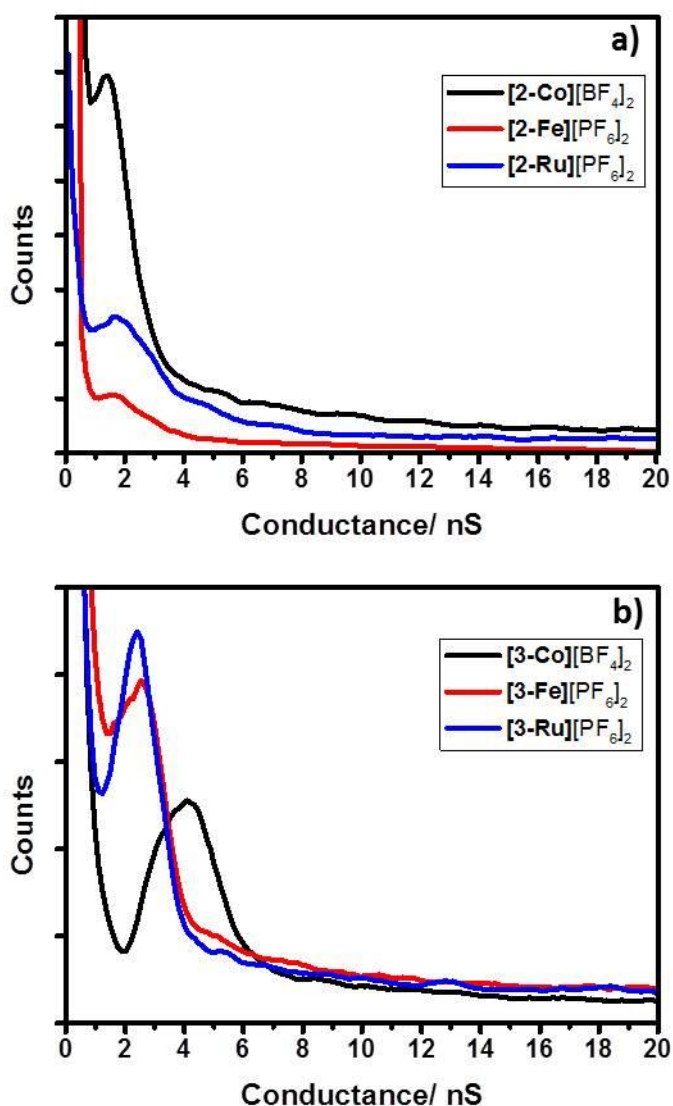 a)
[2-Co][BF₄]₂
[2-Fe][PF₆]₂
[2-Ru][PF₆]₂
Counts
0 2 4 6 8 10 12 14 16 18 20
Conductance/ nS
b)
[3-Co][BF₄]₂
[3-Fe][PF₆]₂
[3-Ru][PF₆]₂
Counts
0 2 4 6 8 10 12 14 16 18 20
Conductance/ nS